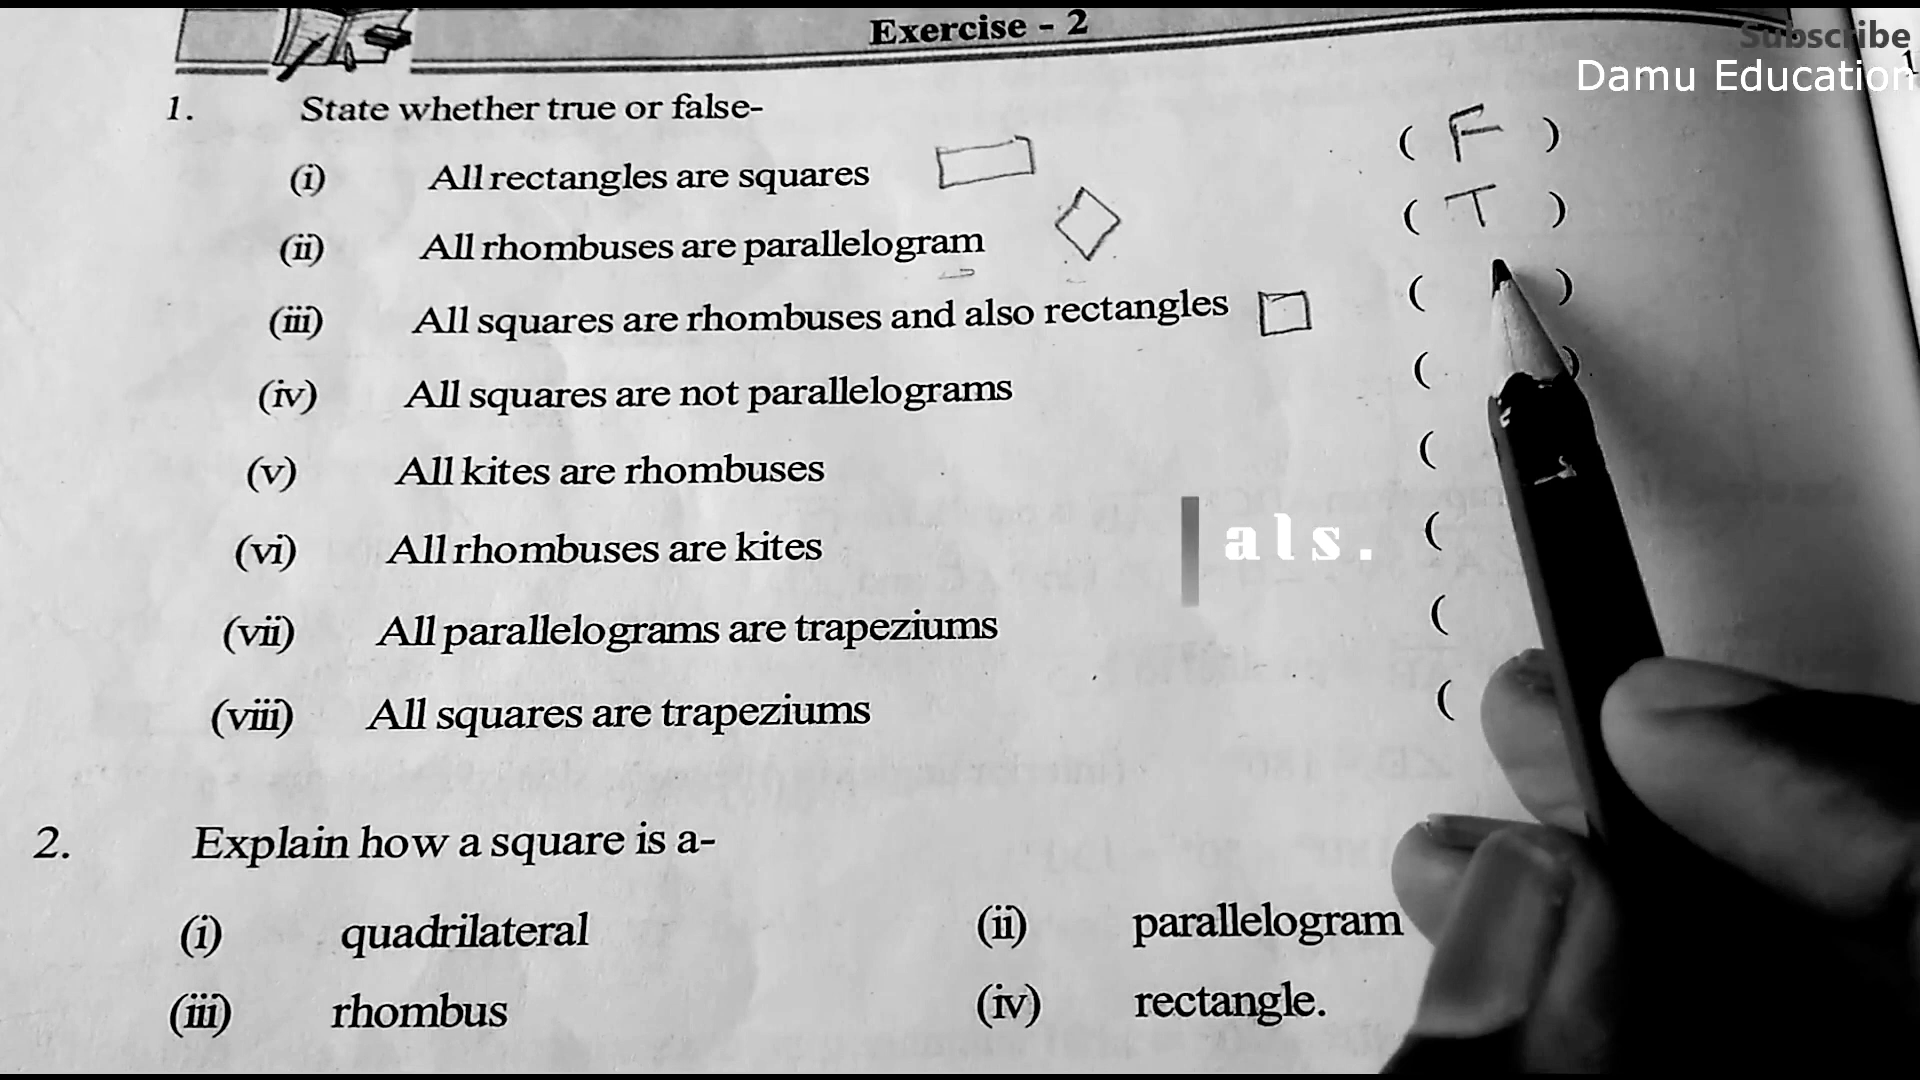 Exercise - 2
Subscribe
Damu Education
1. State whether true or false-
(i) All rectangles are squares ( F )
(ii) All rhombuses are parallelogram ( T )
(iii) All squares are rhombuses and also rectangles ( )
(iv) All squares are not parallelograms ( )
(v) All kites are rhombuses (
(vi) All rhombuses are kites (
als.
(vii) All parallelograms are trapeziums (
(viii) All squares are trapeziums (
2. Explain how a square is a-
(i) quadrilateral (ii) parallelogram
(iii) rhombus (iv) rectangle.